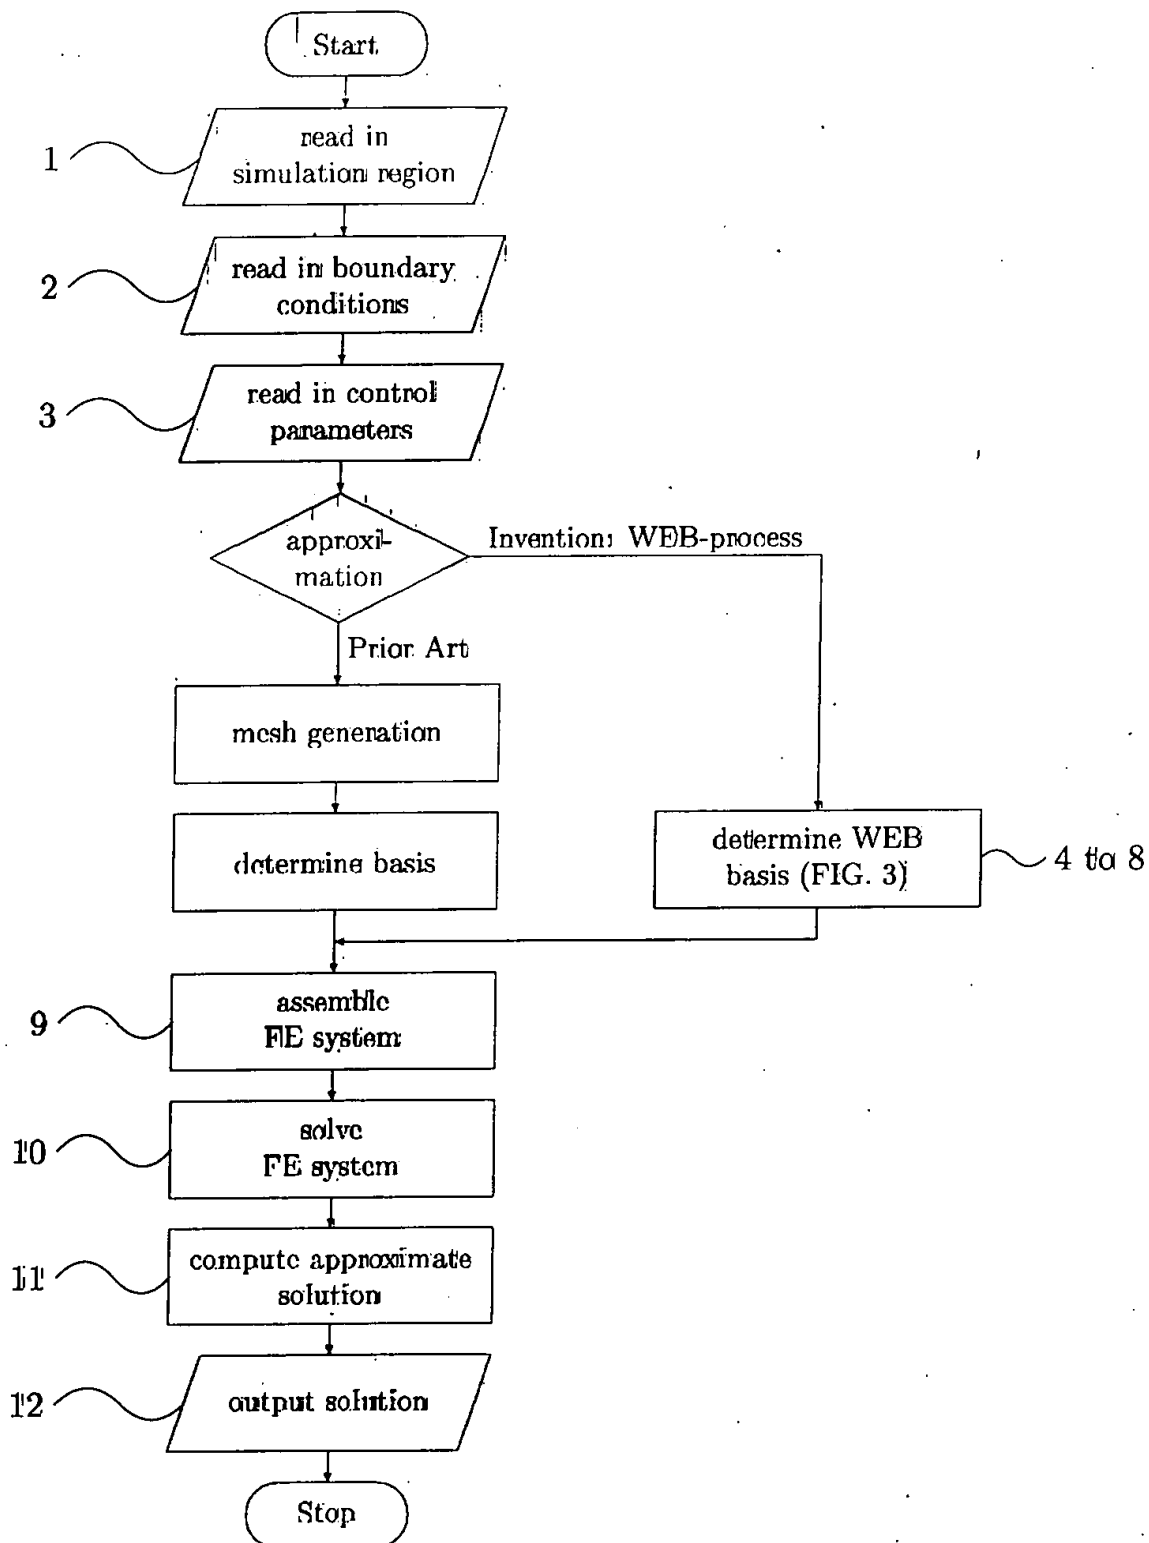 Start
1
read in
simulation region
2
read in boundary
conditions
3
read in control
parameters
approxi-
mation
Invention: WEB-process
Prior Art
mesh generation
determine basis
determine WEB
basis (FIG. 3)
4 to 8
9
assemble
FE system
10
solve
FE system
11
compute approximate
solution
12
output solution
Stop